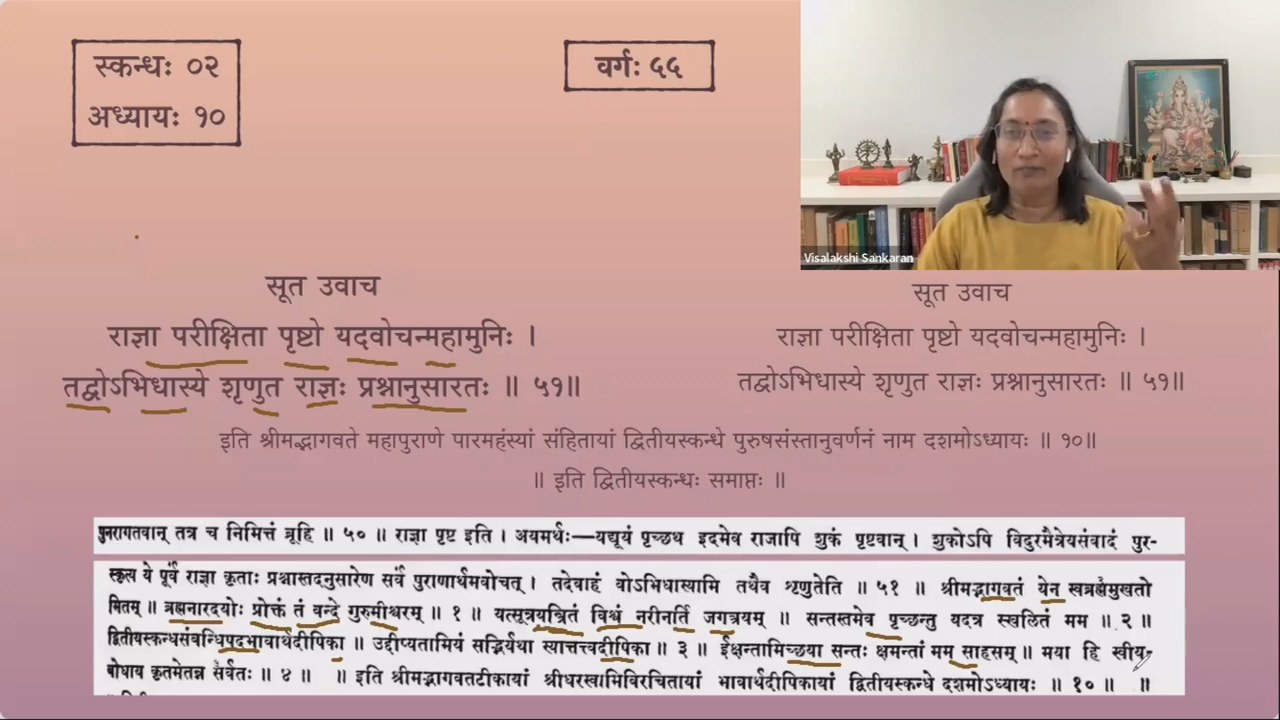 स्कन्धः ०२
अध्यायः १०
वर्गः ५५
Visalakshi Sankaran
सूत उवाच
राज्ञा परीक्षिता पृष्टो यदवोचन्महामुनिः ।
तद्वोऽभिधास्ये शृणुत राज्ञः प्रश्नानुसारतः ॥ ५१॥
सूत उवाच
राज्ञा परीक्षिता पृष्टो यदवोचन्महामुनिः ।
तद्वोऽभिधास्ये शृणुत राज्ञः प्रश्नानुसारतः ॥ ५१॥
इति श्रीमद्भागवते महापुराणे पारमहंस्यां संहितायां द्वितीयस्कन्धे पुरुषसंस्तानुवर्णनं नाम दशमोऽध्यायः ॥ १०॥
॥ इति द्वितीयस्कन्धः समाप्तः ॥
पुनरागतवान् तत्र च निमित्तं ब्रूहि ॥ ५० ॥ राज्ञा पृष्ट इति । अयमर्थः—यद्यूयं पृच्छथ इदमेव राजापि शुकं पृष्टवान् । शुकोऽपि विदुरमैत्रेयसंवादं पुर-
स्कृत्य ये पूर्वं राज्ञा कृताः प्रश्नास्तदनुसारेण सर्वं पुराणार्थमवोचत् । तदेवाहं वोऽभिधास्यामि तथैव शृणुतेति ॥ ५१ ॥ श्रीमद्भागवतं येन स्वब्रह्ममुखतो
मितम् ॥ ब्रह्मनारदयोः प्रोक्तं तं वन्दे गुरुमीश्वरम् ॥ १ ॥ यत्सूत्रयन्त्रितं विश्वं नरीनर्ति जगत्रयम् ॥ सन्तस्तमेव पृच्छन्तु यदत्र स्खलितं मम ॥ २ ॥
द्वितीयस्कन्धसंबन्धिपदभावार्थदीपिका ॥ उद्दीप्यतामियं सद्भिर्यथा स्यात्तत्त्वदीपिका ॥ ३ ॥ ईक्षन्तामिच्छया सन्तः क्षमन्तां मम साहसम् ॥ मया हि स्वीय-
बोधाय कृतमेतन्न सर्वतः ॥ ४ ॥ ॥ इति श्रीमद्भागवतटीकायां श्रीधरस्वामिविरचितायां भावार्थदीपिकायां द्वितीयस्कन्धे दशमोऽध्यायः ॥ १० ॥ ॥